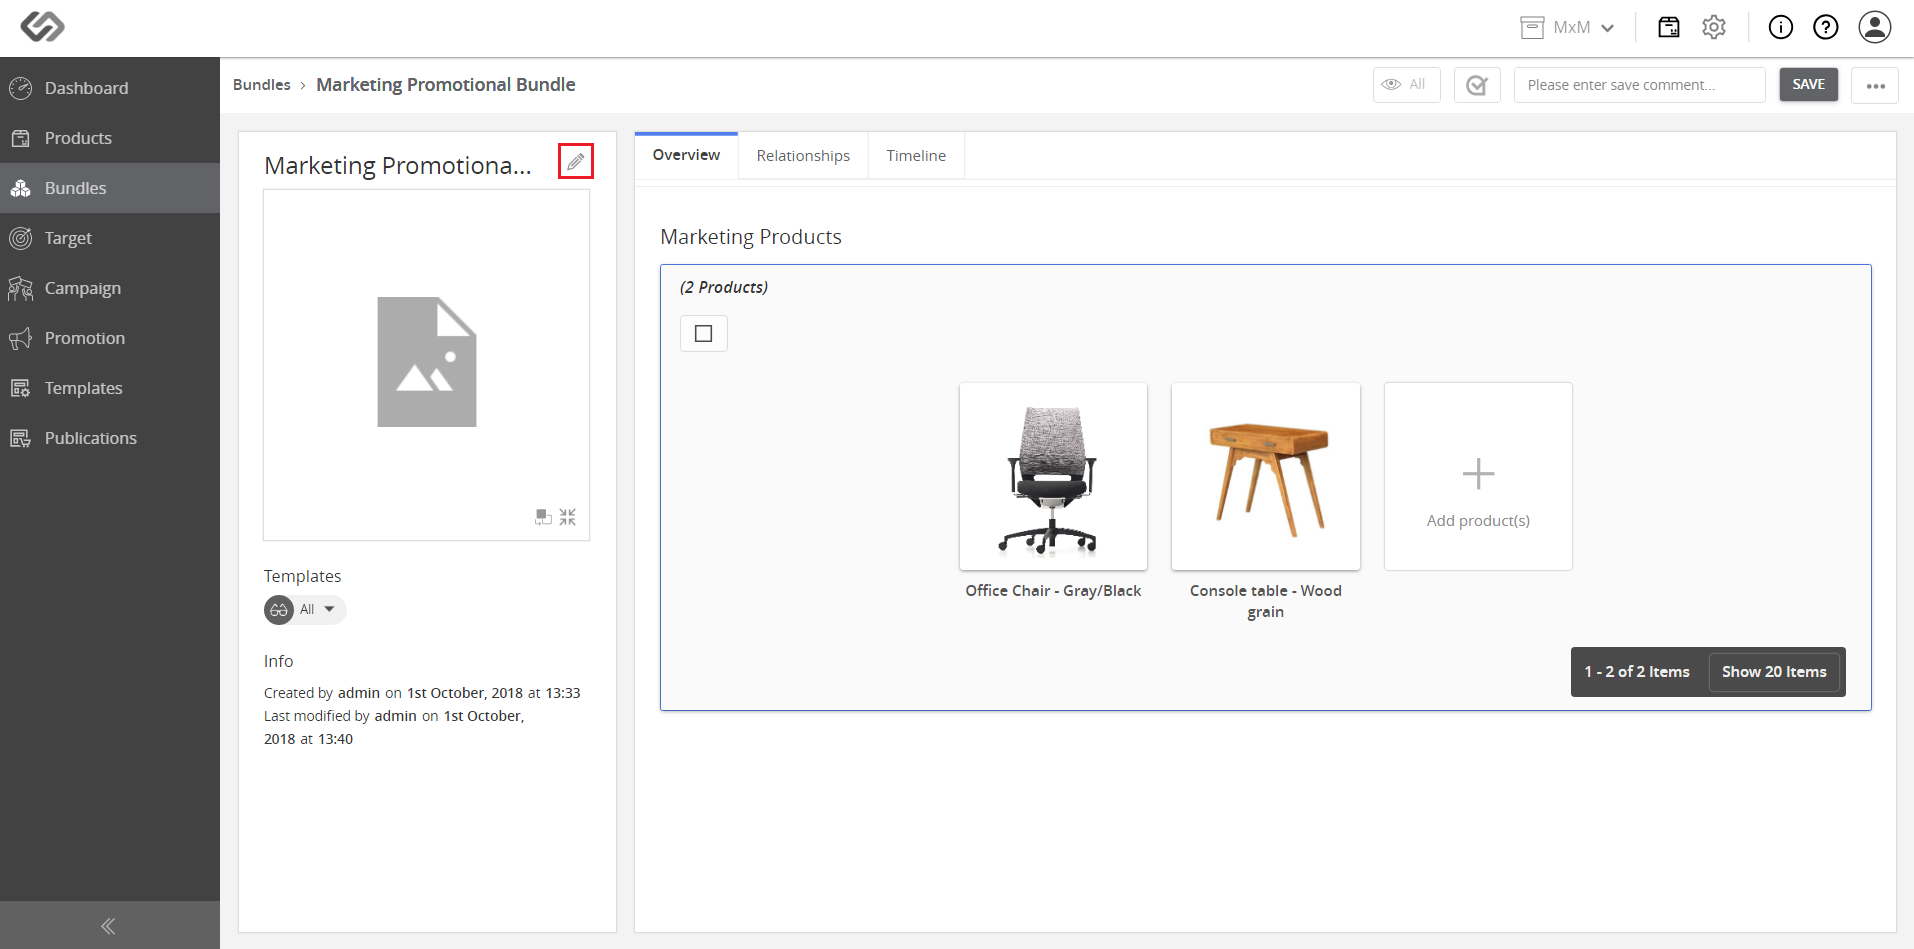 MxM
Dashboard
Products
Bundles
Target
Campaign
Promotion
Templates
Publications
Bundles › Marketing Promotional Bundle
All
Please enter save comment...
SAVE
Marketing Promotiona...
Templates
All
Info
Created by admin on 1st October, 2018 at 13:33
Last modified by admin on 1st October,
2018 at 13:40
Overview
Relationships
Timeline
Marketing Products
(2 Products)
Office Chair - Gray/Black
Console table - Wood
grain
Add product(s)
1 - 2 of 2 Items
Show 20 Items